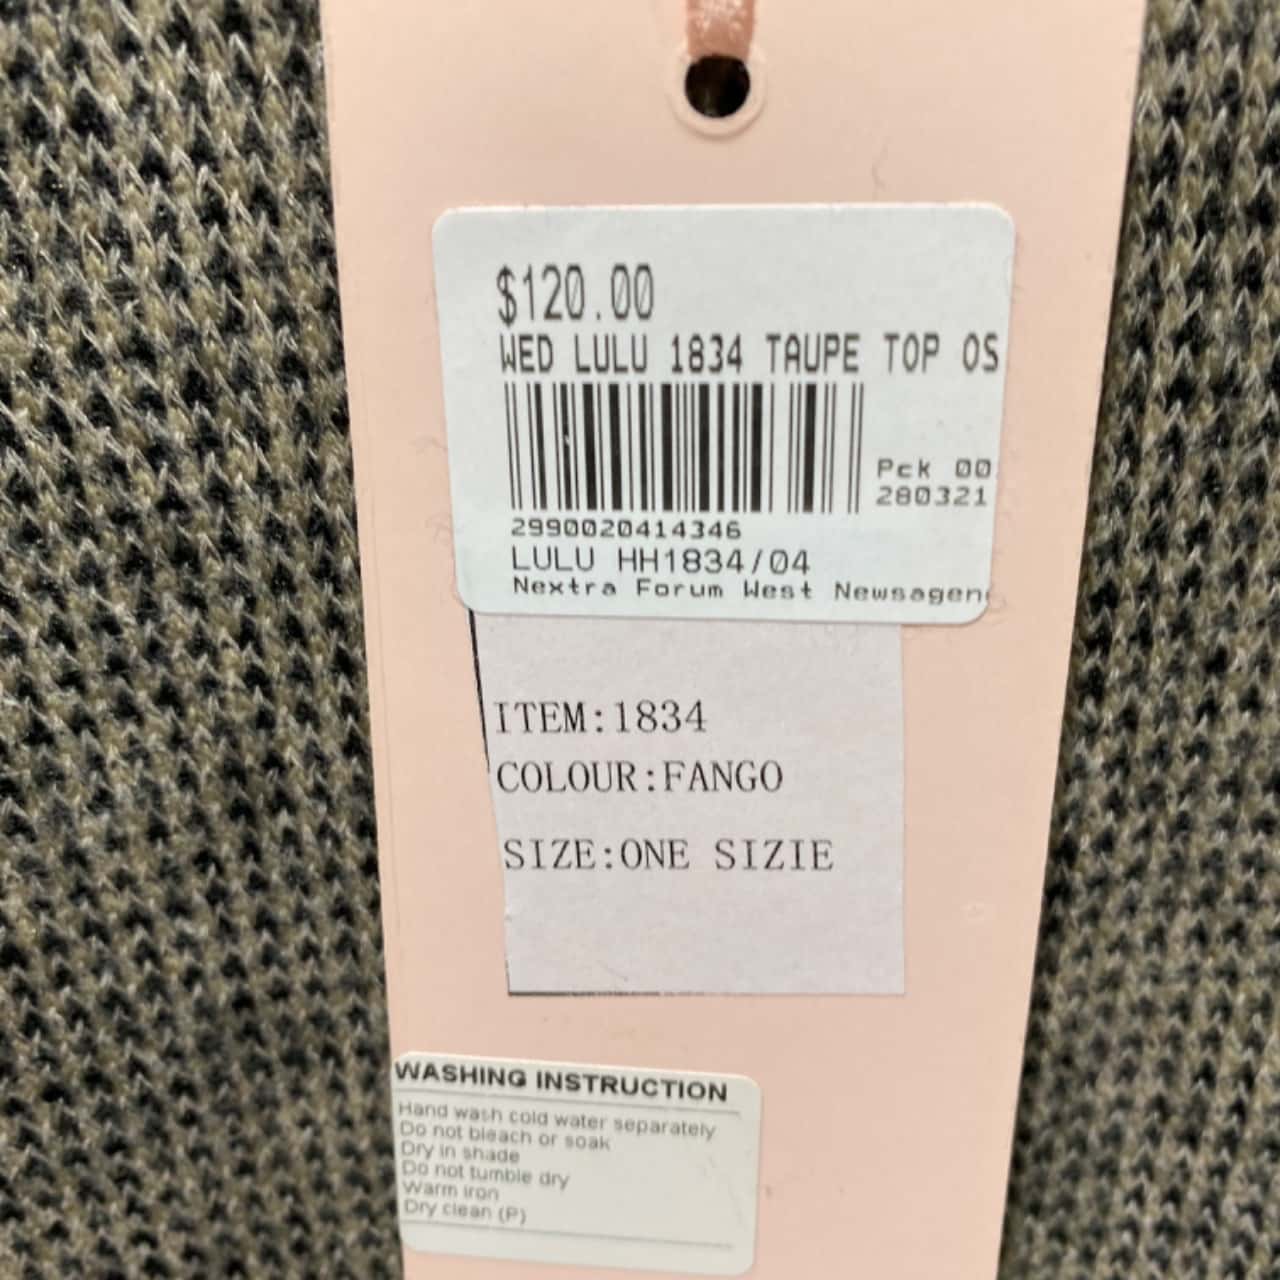 $120.00
WED LULU 1834 TAUPE TOP OS
Pck 00
280321
2990020414346
LULU HH1834/04
Nextra Forum West Newsagen
ITEM:1834
COLOUR:FANGO
SIZE:ONE SIZIE
WASHING INSTRUCTION
Hand wash cold water separately
Do not bleach or soak
Dry in shade
Do not tumble dry
Warm iron
Dry clean (P)